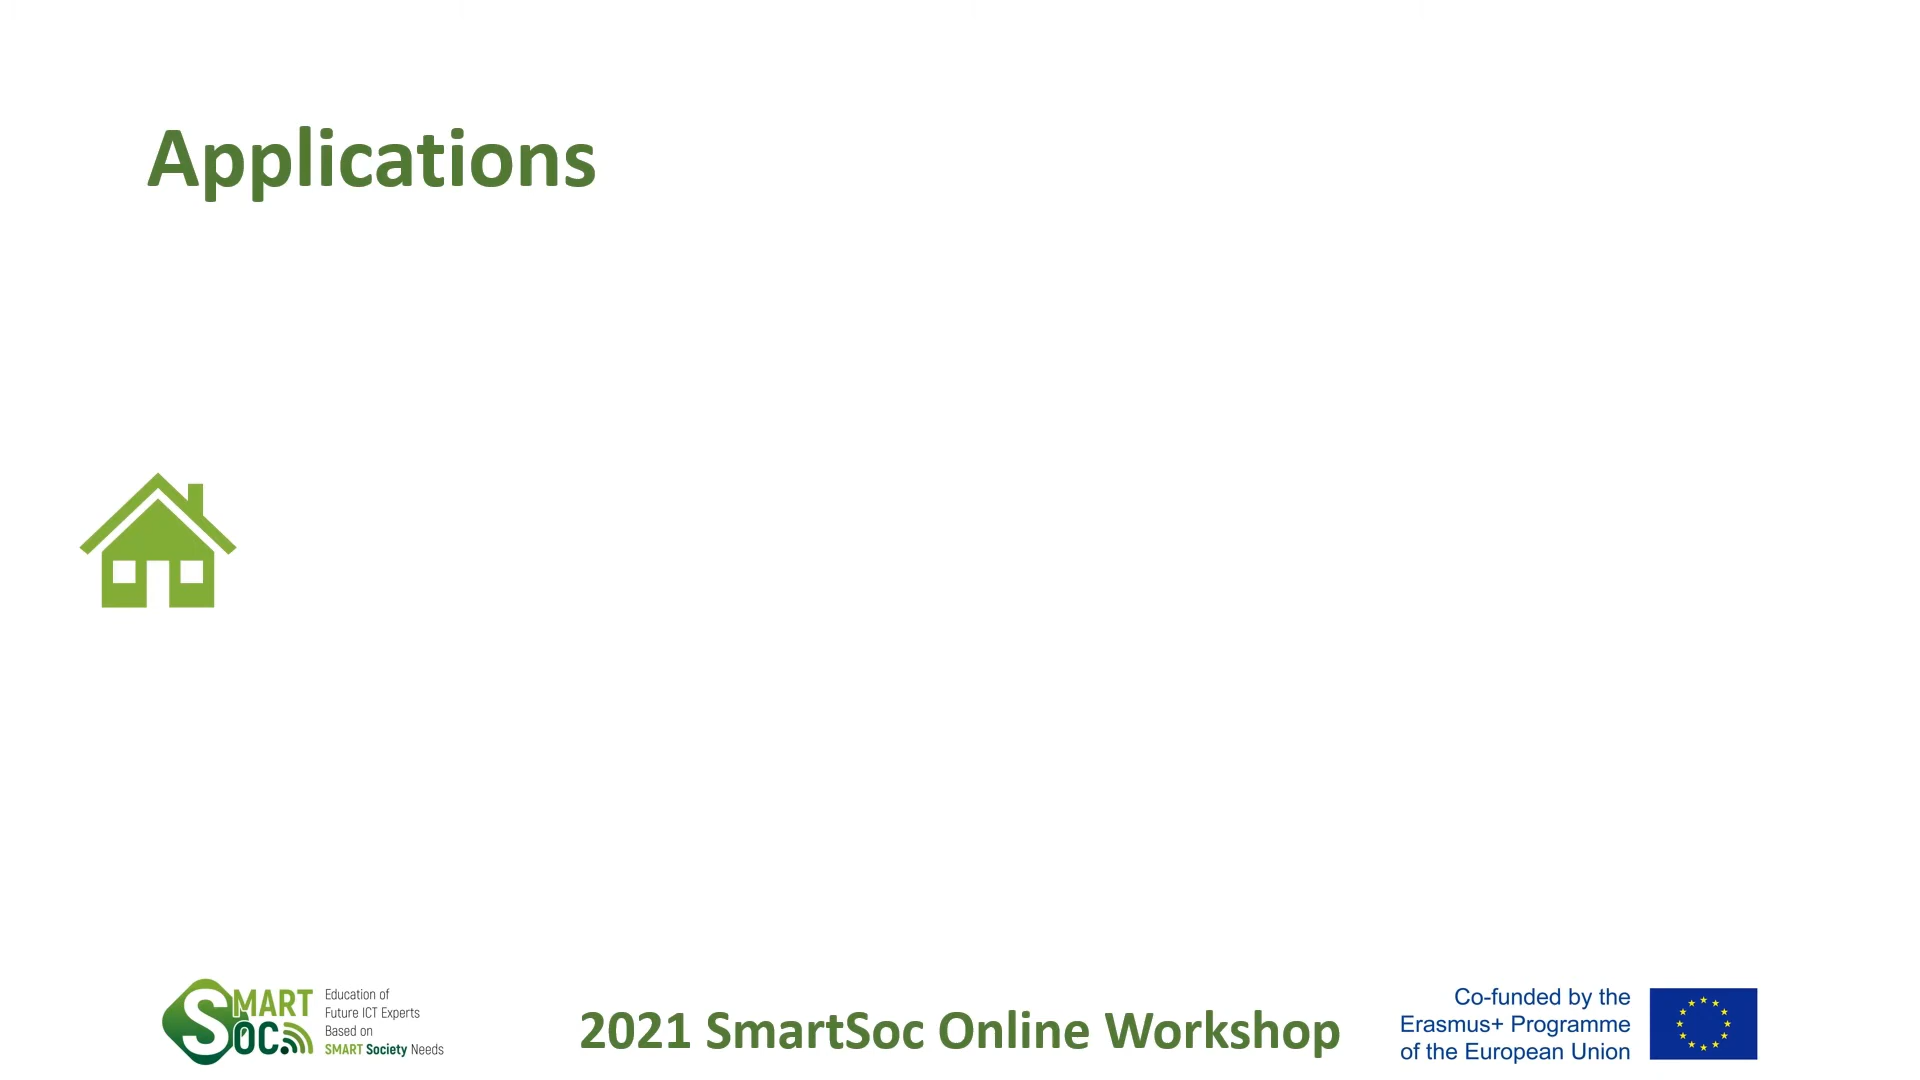 Applications
SMART
SOC
Education of
Future ICT Experts
Based on
SMART Society Needs
2021 SmartSoc Online Workshop
Co-funded by the
Erasmus+ Programme
of the European Union